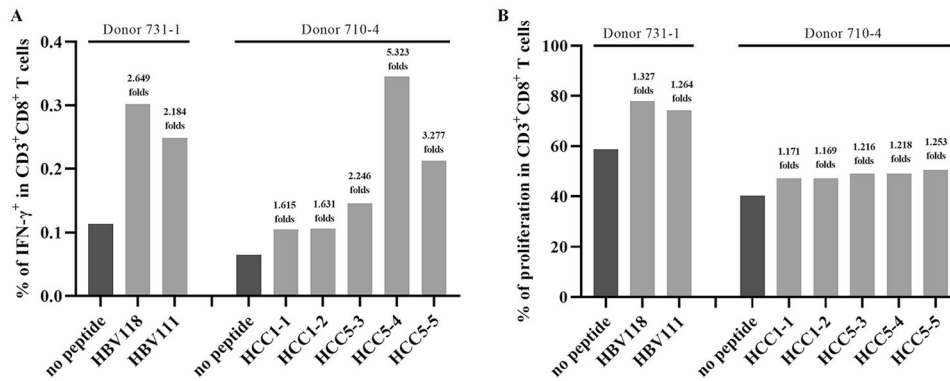 A
Donor 731-1
Donor 710-4
% of IFN-γ+ in CD3+CD8+ T cells
0.4
0.3
0.2
0.1
0.0
2.649
folds
2.184
folds
1.615
folds
1.631
folds
2.246
folds
5.323
folds
3.277
folds
no peptide
HBV118
HBV111
no peptide
HCC1-1
HCC1-2
HCC5-3
HCC5-4
HCC5-5
B
Donor 731-1
Donor 710-4
% of proliferation in CD3+CD8+ T cells
100
80
60
40
20
0
1.327
folds
1.264
folds
1.171
folds
1.169
folds
1.216
folds
1.218
folds
1.253
folds
no peptide
HBV118
HBV111
no peptide
HCC1-1
HCC1-2
HCC5-3
HCC5-4
HCC5-5